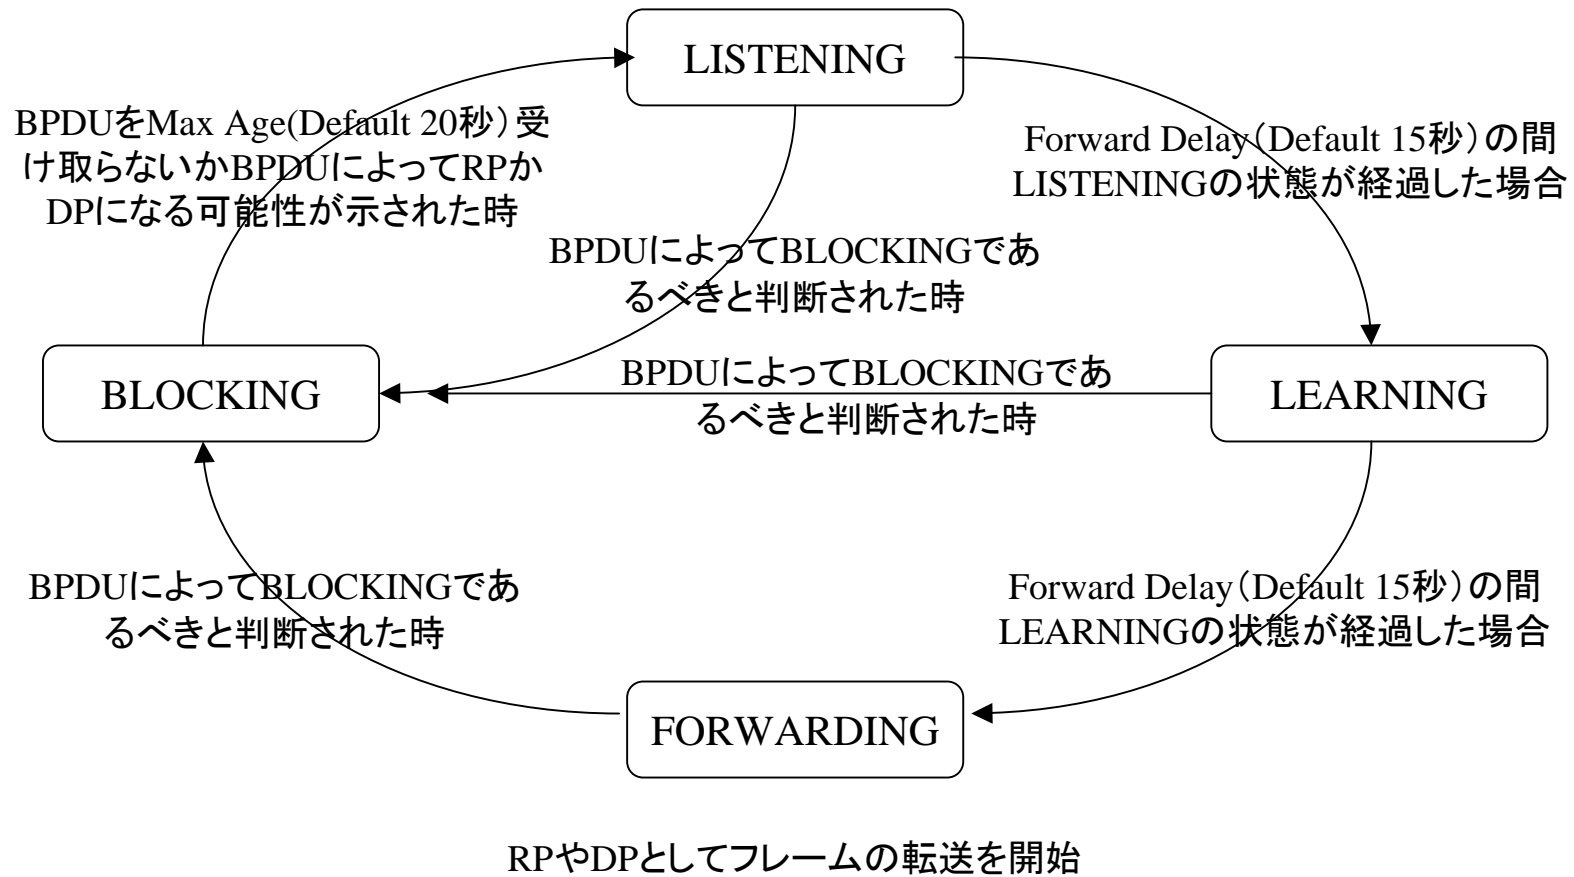 LISTENING
BPDUをMax Age(Default 20秒）受
け取らないかBPDUによってRPか
DPになる可能性が示された時
Forward Delay（Default 15秒）の間
LISTENINGの状態が経過した場合
BPDUによってBLOCKINGであ
るべきと判断された時
BLOCKING
BPDUによってBLOCKINGであ
るべきと判断された時
LEARNING
BPDUによってBLOCKINGであ
るべきと判断された時
Forward Delay（Default 15秒）の間
LEARNINGの状態が経過した場合
FORWARDING
RPやDPとしてフレームの転送を開始